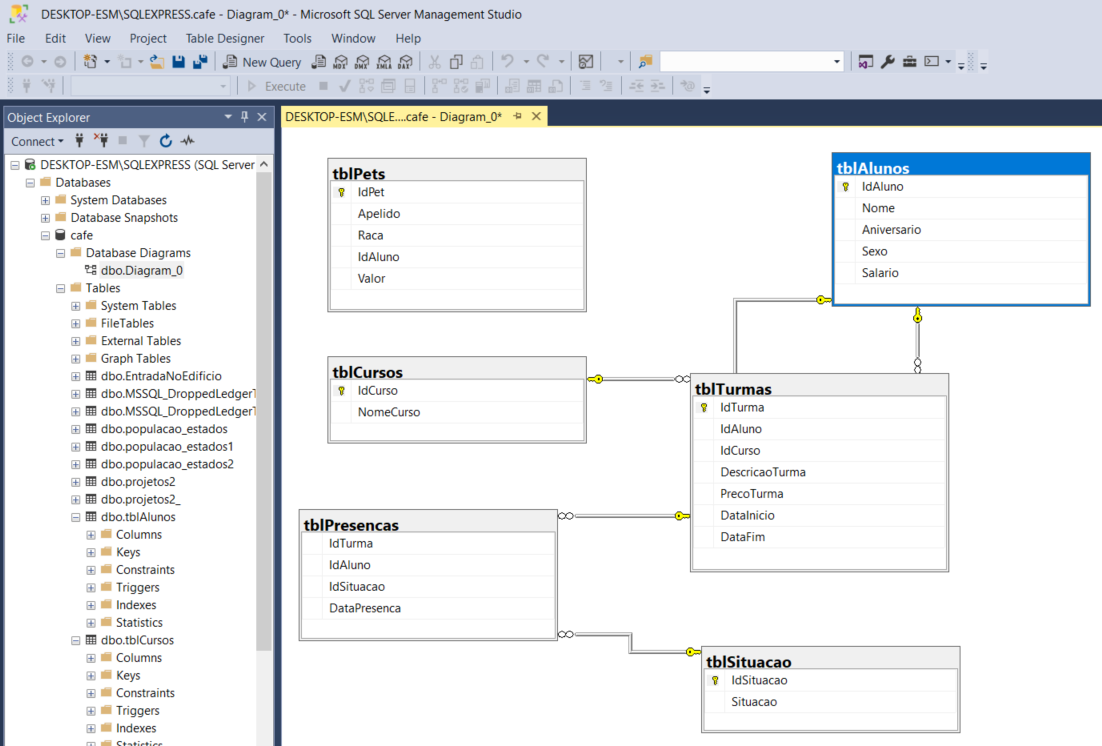 DESKTOP-ESM\SQLEXPRESS.cafe - Diagram_0* - Microsoft SQL Server Management Studio
File Edit View Project Table Designer Tools Window Help
New Query MDX DMX XMLA DAX
Execute
Object Explorer
Connect
DESKTOP-ESM\SQLEXPRESS (SQL Server
Databases
System Databases
Database Snapshots
cafe
Database Diagrams
dbo.Diagram_0
Tables
System Tables
FileTables
External Tables
Graph Tables
dbo.EntradaNoEdificio
dbo.MSSQL_DroppedLedgerT
dbo.MSSQL_DroppedLedgerT
dbo.populacao_estados
dbo.populacao_estados1
dbo.populacao_estados2
dbo.projetos2
dbo.projetos2_
dbo.tblAlunos
Columns
Keys
Constraints
Triggers
Indexes
Statistics
dbo.tblCursos
Columns
Keys
Constraints
Triggers
Indexes
Statistics
DESKTOP-ESM\SQLE....cafe - Diagram_0*
tblPets
IdPet
Apelido
Raca
IdAluno
Valor
tblAlunos
IdAluno
Nome
Aniversario
Sexo
Salario
tblCursos
IdCurso
NomeCurso
tblTurmas
IdTurma
IdAluno
IdCurso
DescricaoTurma
PrecoTurma
DataInicio
DataFim
tblPresencas
IdTurma
IdAluno
IdSituacao
DataPresenca
tblSituacao
IdSituacao
Situacao